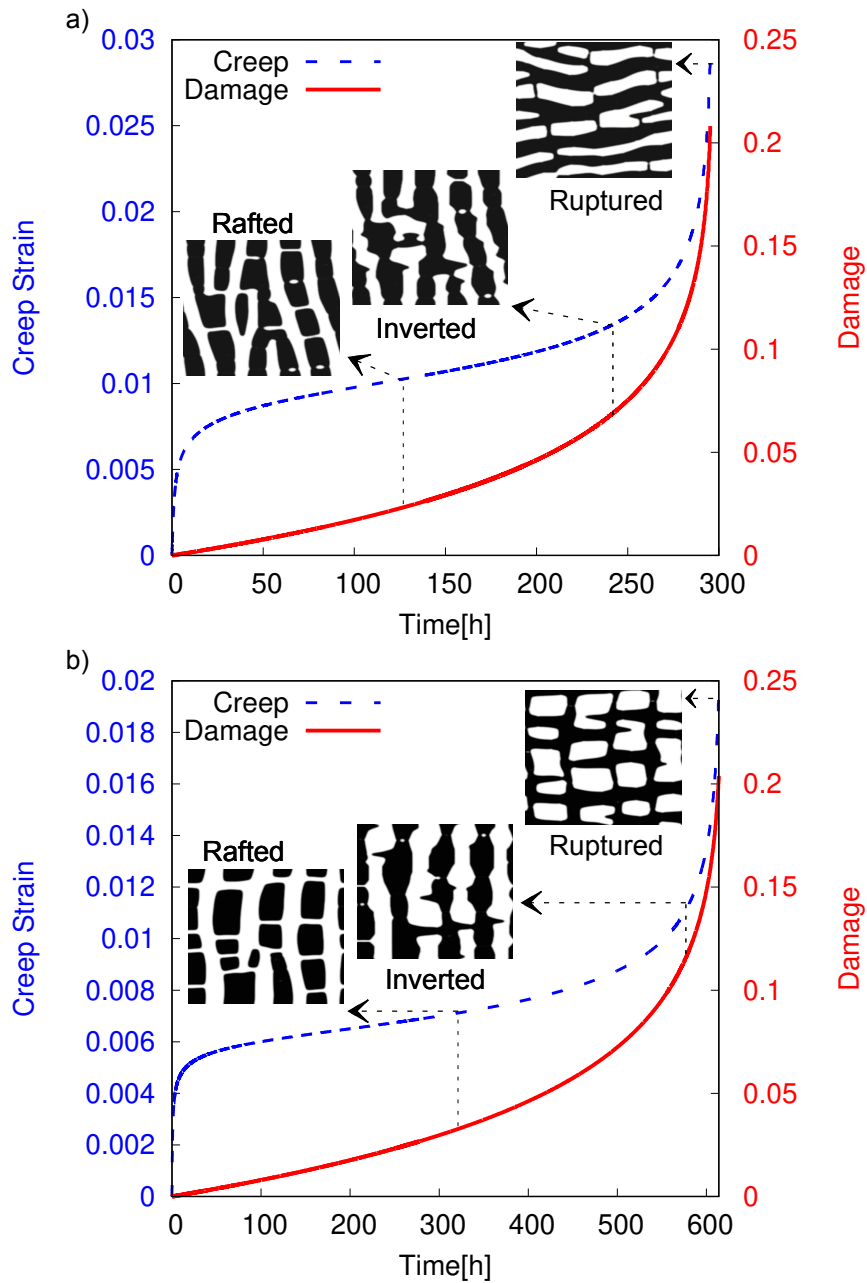 a)
0.03
0.025
0.02
0.015
0.01
0.005
0
Creep Strain
Creep
Damage
Rafted
Inverted
Ruptured
0.25
0.2
0.15
0.1
0.05
0
Damage
0 50 100 150 200 250 300
Time[h]
b)
0.02
0.018
0.016
0.014
0.012
0.01
0.008
0.006
0.004
0.002
0
Creep Strain
Creep
Damage
Rafted
Inverted
Ruptured
0.25
0.2
0.15
0.1
0.05
0
Damage
0 100 200 300 400 500 600
Time[h]